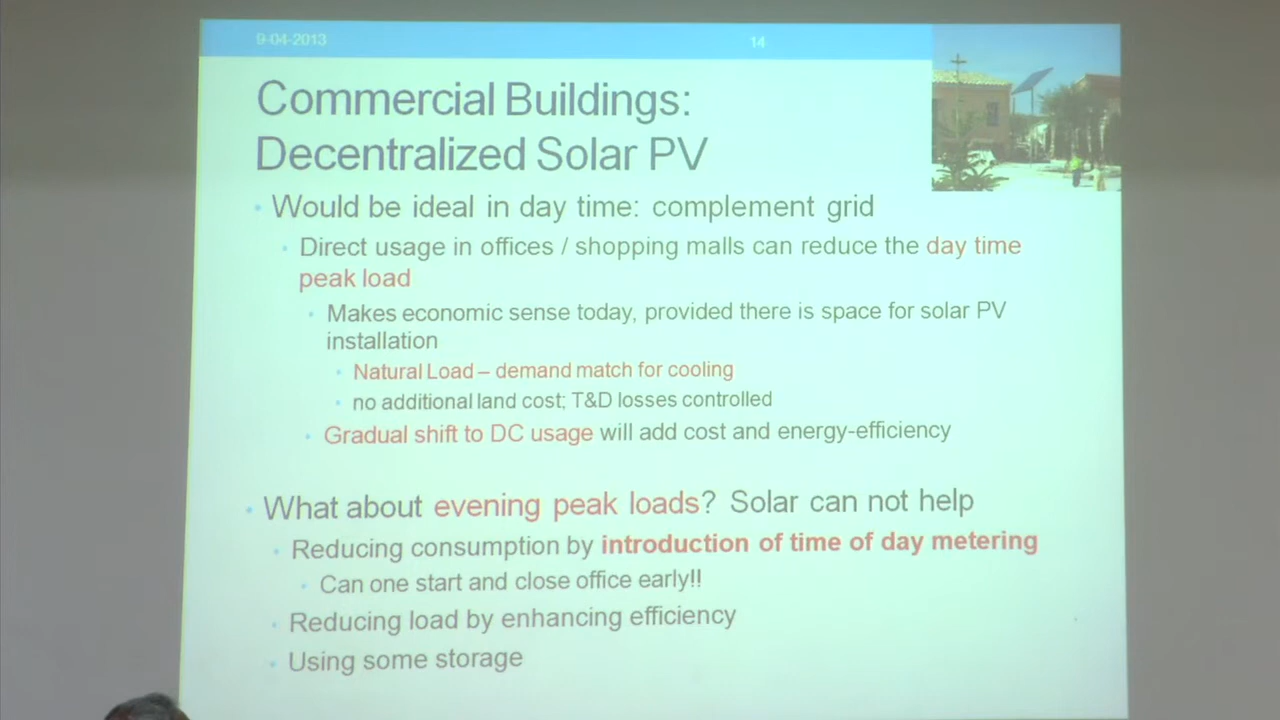 9-04-2013
14
Commercial Buildings:
Decentralized Solar PV
• Would be ideal in day time: complement grid
• Direct usage in offices / shopping malls can reduce the day time
peak load
• Makes economic sense today, provided there is space for solar PV
installation
• Natural Load – demand match for cooling
• no additional land cost; T&D losses controlled
• Gradual shift to DC usage will add cost and energy-efficiency
• What about evening peak loads? Solar can not help
• Reducing consumption by introduction of time of day metering
• Can one start and close office early!!
• Reducing load by enhancing efficiency
• Using some storage